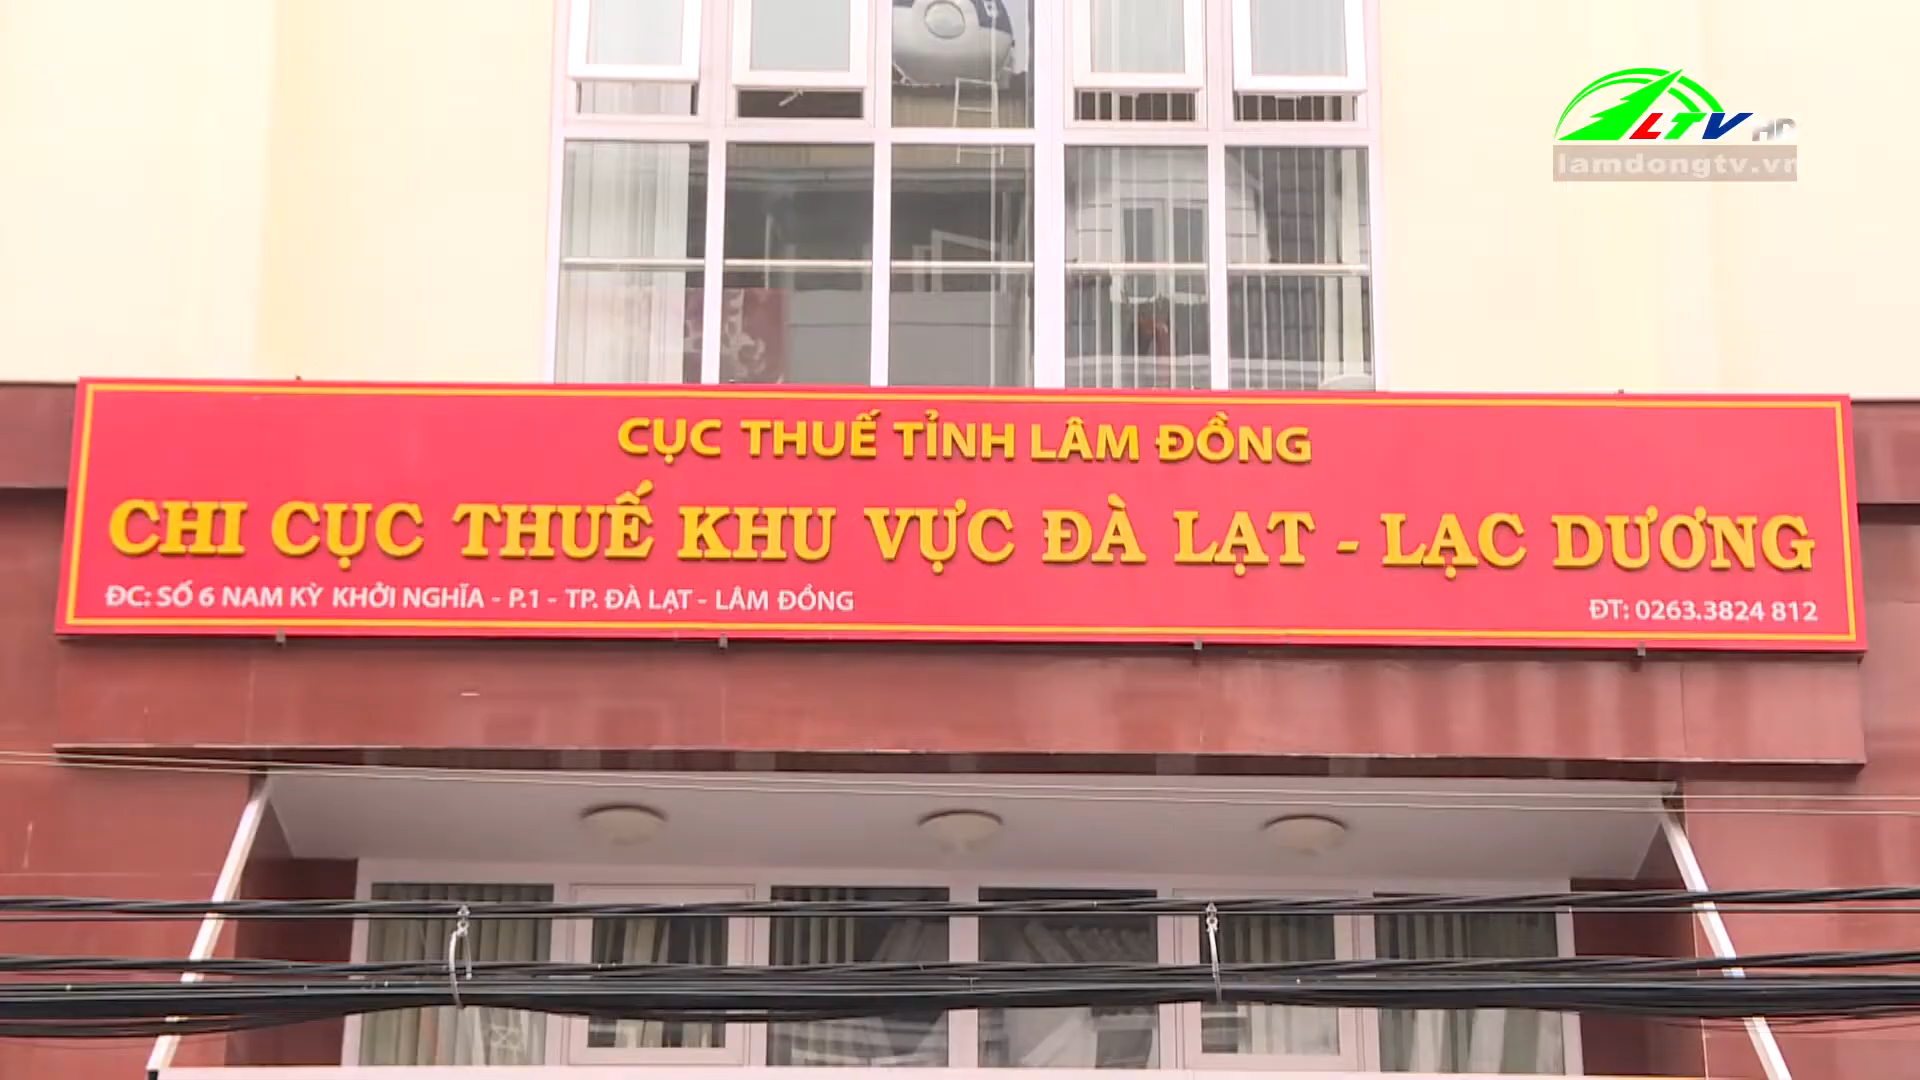 LTV HD
lamdongtv.vn
CỤC THUẾ TỈNH LÂM ĐỒNG
CHI CỤC THUẾ KHU VỰC ĐÀ LẠT - LẠC DƯƠNG
ĐC: SỐ 6 NAM KỲ KHỞI NGHĨA - P.1 - TP. ĐÀ LẠT - LÂM ĐỒNG
ĐT: 0263.3824 812